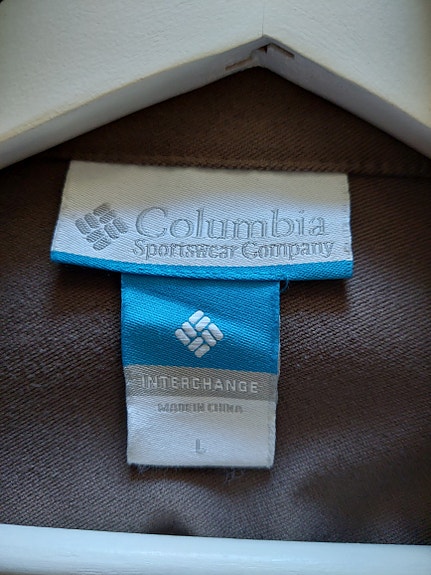 Columbia
Sportswear Company
INTERCHANGE
MADE IN CHINA
L